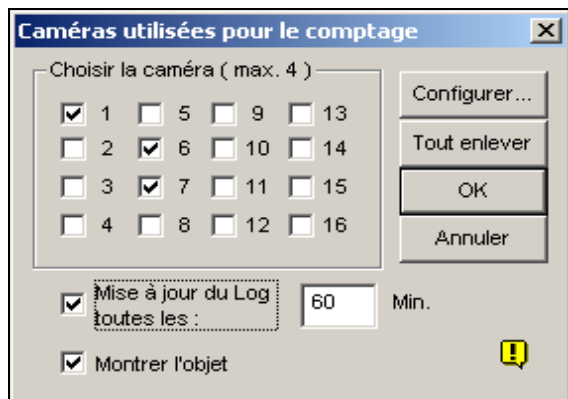 Caméras utilisées pour le comptage
Choisir la caméra ( max. 4 )
1 5 9 13
2 6 10 14
3 7 11 15
4 8 12 16
Configurer...
Tout enlever
OK
Annuler
Mise à jour du Log
toutes les :
60 Min.
Montrer l'objet